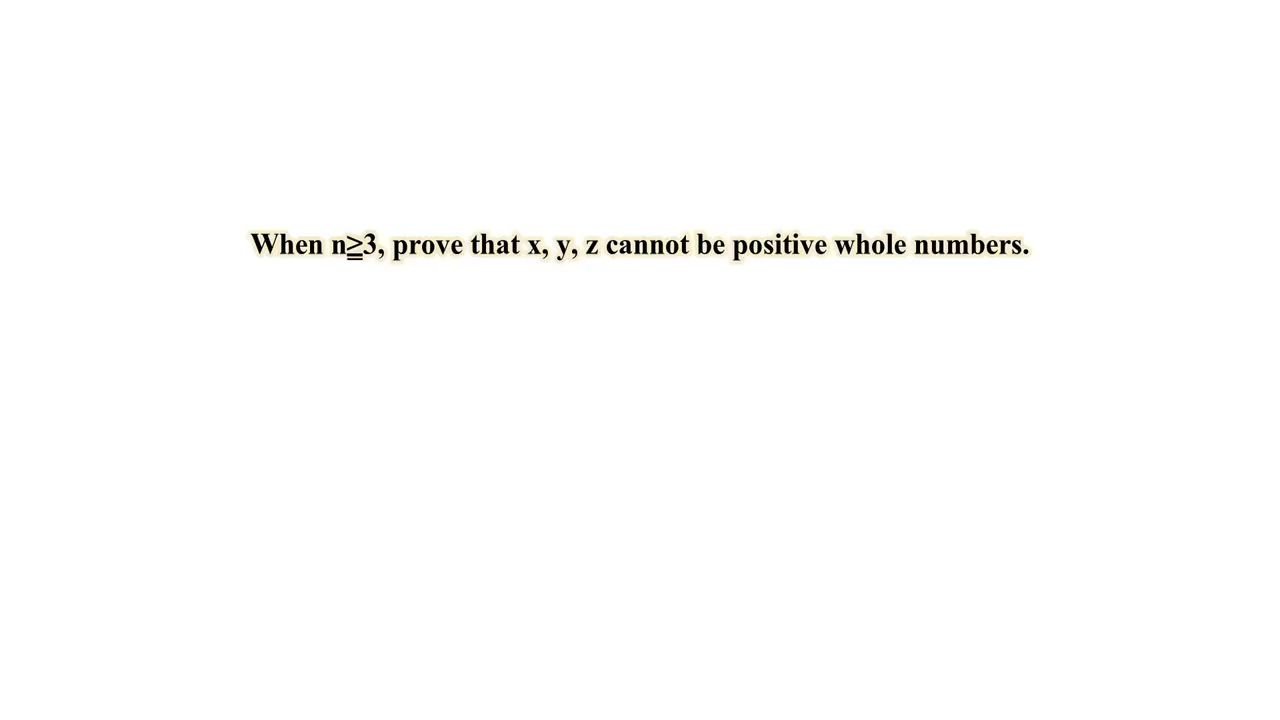 When n≧3, prove that x, y, z cannot be positive whole numbers.